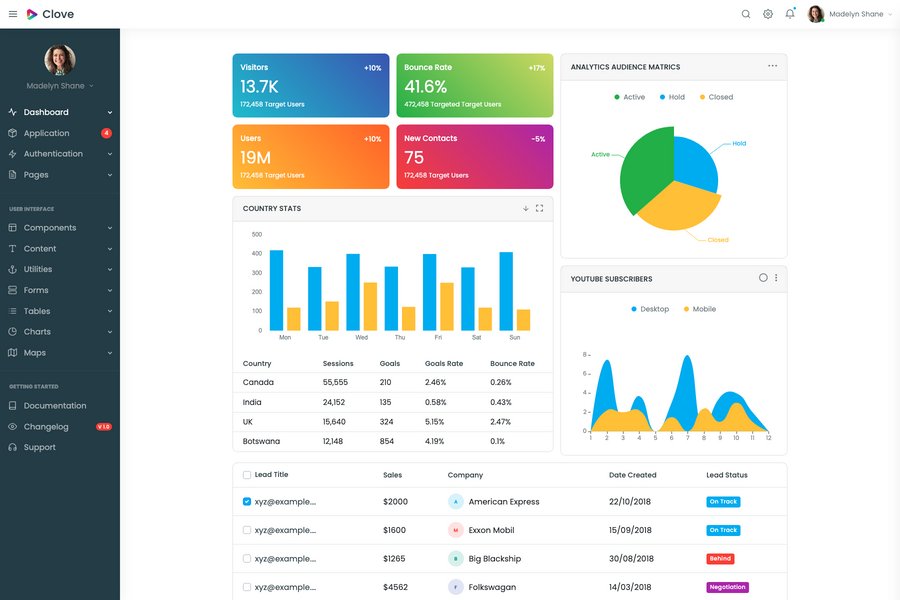 Clove
Madelyn Shane
Madelyn Shane
Dashboard
Application 4
Authentication
Pages
USER INTERFACE
Components
Content
Utilities
Forms
Tables
Charts
Maps
GETTING STARTED
Documentation
Changelog V 1.0
Support
Visitors +10%
13.7K
172,458 Target Users
Bounce Rate +17%
41.6%
472,458 Targeted Target Users
Users +10%
19M
172,458 Target Users
New Contacts -5%
75
172,458 Target Users
COUNTRY STATS
500
400
300
200
100
0
Mon Tue Wed Thu Fri Sat Sun
Country Sessions Goals Goals Rate Bounce Rate
Canada 55,555 210 2.46% 0.26%
India 24,152 135 0.58% 0.43%
UK 15,640 324 5.15% 2.47%
Botswana 12,148 854 4.19% 0.1%
ANALYTICS AUDIENCE MATRICS
Active Hold Closed
Hold
Active
Closed
YOUTUBE SUBSCRIBERS
Desktop Mobile
8
6
4
2
0
1 2 3 4 5 6 7 8 9 10 11 12
Lead Title Sales Company Date Created Lead Status
xyz@example.... $2000 A American Express 22/10/2018 On Track
xyz@example.... $1600 M Exxon Mobil 15/09/2018 On Track
xyz@example.... $1265 B Big Blackship 30/08/2018 Behind
xyz@example.... $4562 F Folkswagan 14/03/2018 Negotiation